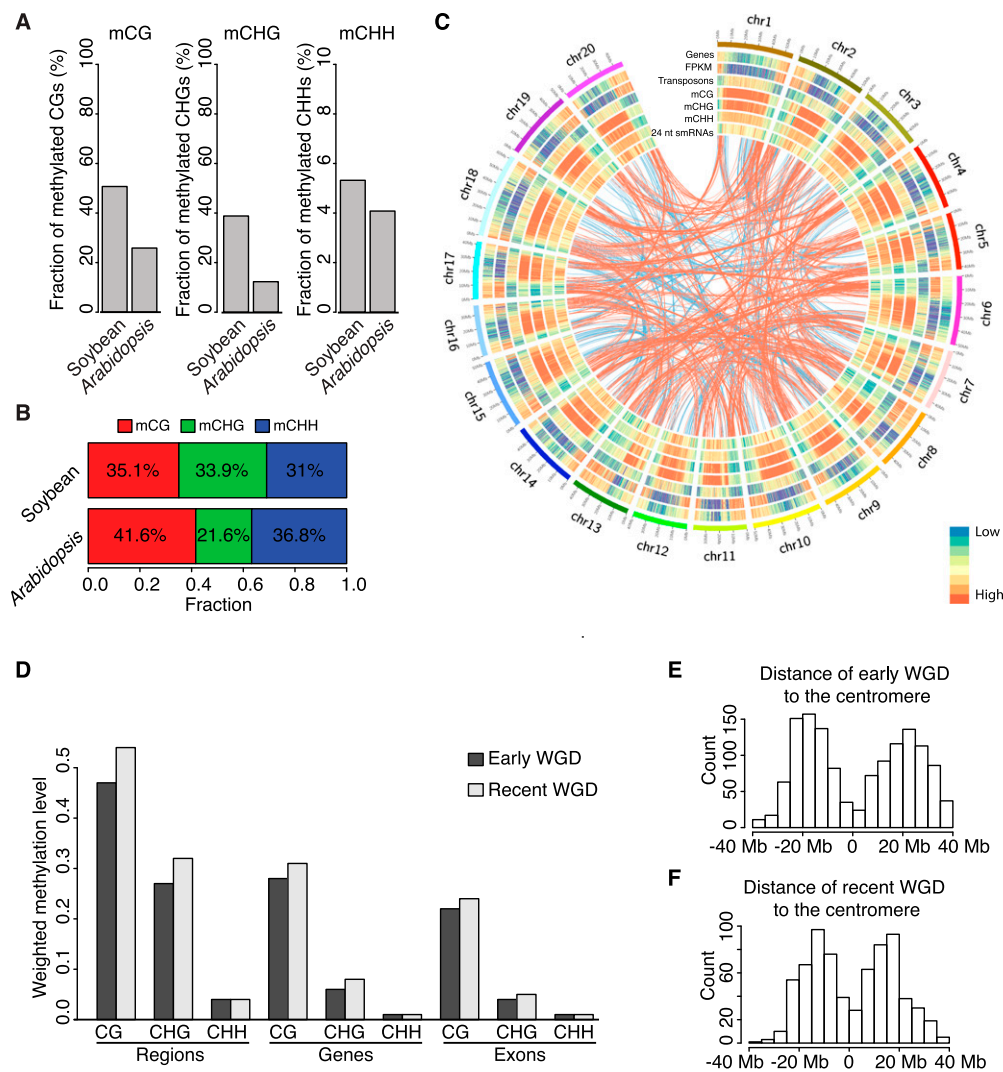 A
mCG
mCHG
mCHH
Fraction of methylated CGs (%)
0 20 40 60 80 100
Soybean
Arabidopsis
Fraction of methylated CHGs (%)
0 20 40 60 80 100
Soybean
Arabidopsis
Fraction of methylated CHHs (%)
0 2 4 6 8 10
Soybean
Arabidopsis
B
mCG mCHG mCHH
Soybean
35.1% 33.9% 31%
Arabidopsis
41.6% 21.6% 36.8%
0.0 0.2 0.4 0.6 0.8 1.0
Fraction
C
chr1
chr2
chr3
chr4
chr5
chr6
chr7
chr8
chr9
chr10
chr11
chr12
chr13
chr14
chr15
chr16
chr17
chr18
chr19
chr20
Genes
FPKM
Transposons
mCG
mCHG
mCHH
24 nt smRNAs
Low
High
D
Weighted methylation level
0.0 0.1 0.2 0.3 0.4 0.5
Early WGD
Recent WGD
CG CHG CHH CG CHG CHH CG CHG CHH
Regions Genes Exons
E
Distance of early WGD
to the centromere
Count
0 50 100 150
-40 Mb -20 Mb 0 20 Mb 40 Mb
F
Distance of recent WGD
to the centromere
Count
0 20 60 100
-40 Mb -20 Mb 0 20 Mb 40 Mb